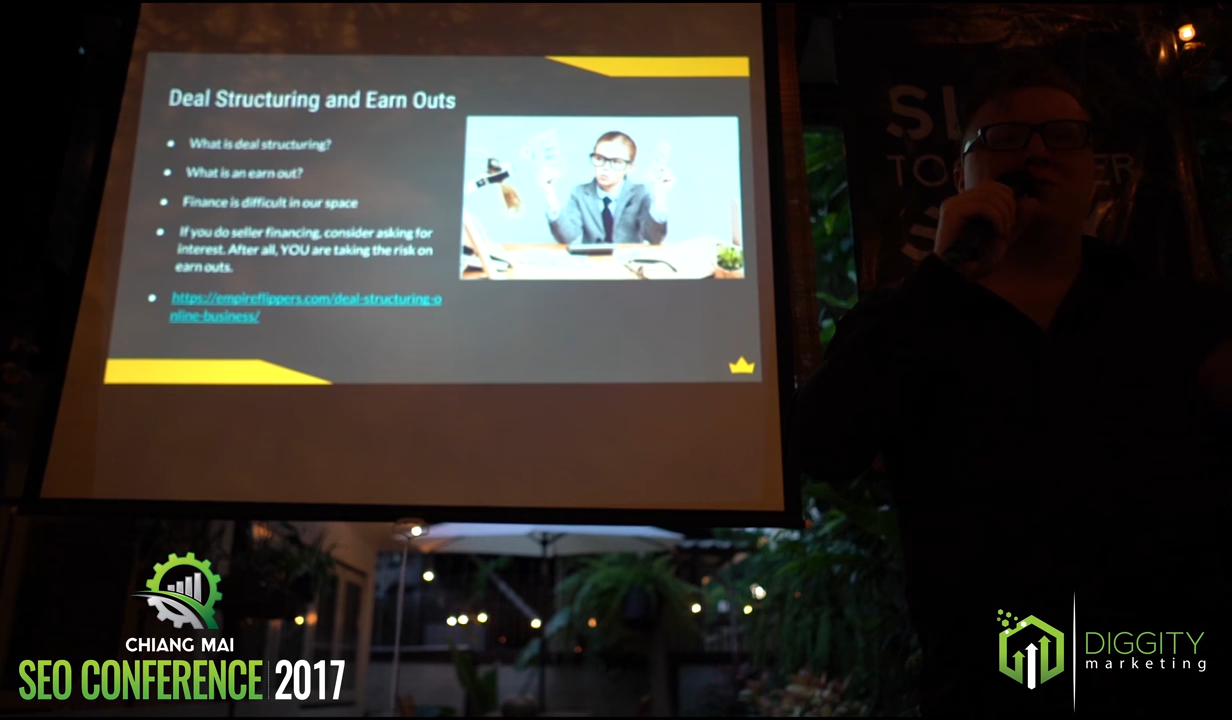 Deal Structuring and Earn Outs
What is deal structuring?
What is an earn out?
Finance is difficult in our space
If you do seller financing, consider asking for
interest. After all, YOU are taking the risk on
earn outs.
https://empireflippers.com/deal-structuring-o
nline-business/
CHIANG MAI
SEO CONFERENCE 2017
DIGGITY
marketing